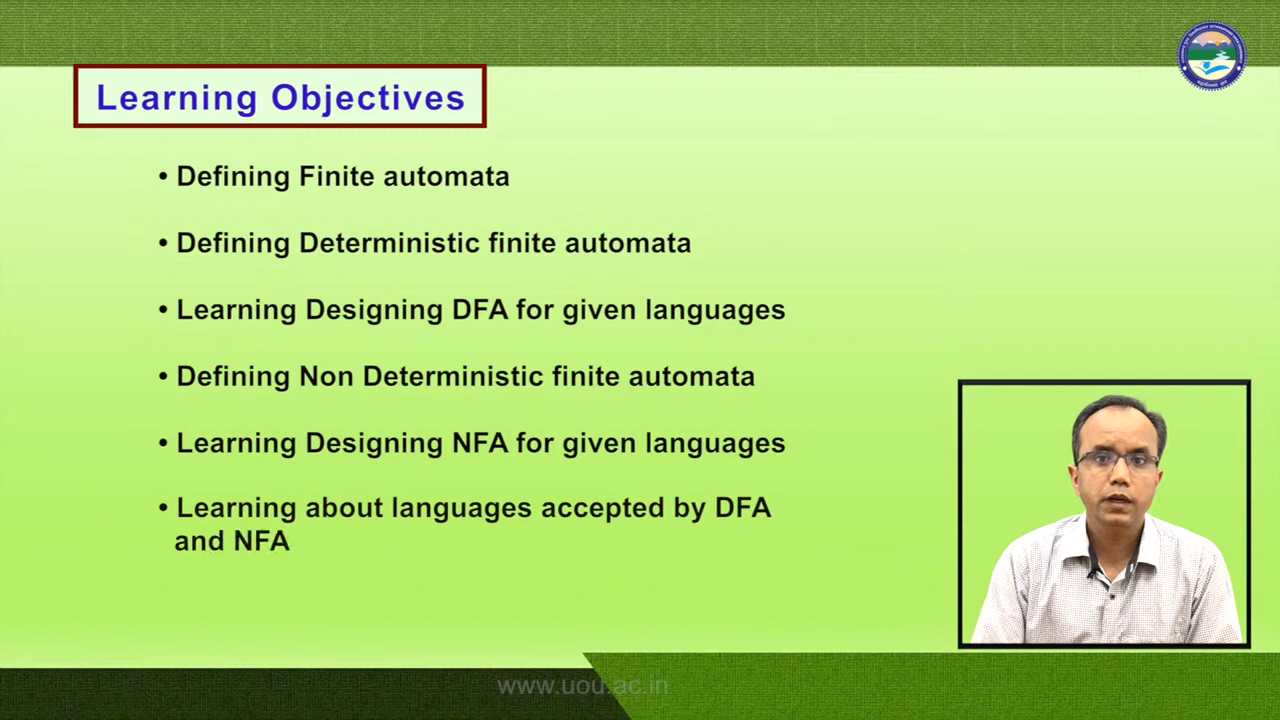 Learning Objectives
• Defining Finite automata
• Defining Deterministic finite automata
• Learning Designing DFA for given languages
• Defining Non Deterministic finite automata
• Learning Designing NFA for given languages
• Learning about languages accepted by DFA
and NFA
www.uou.ac.in